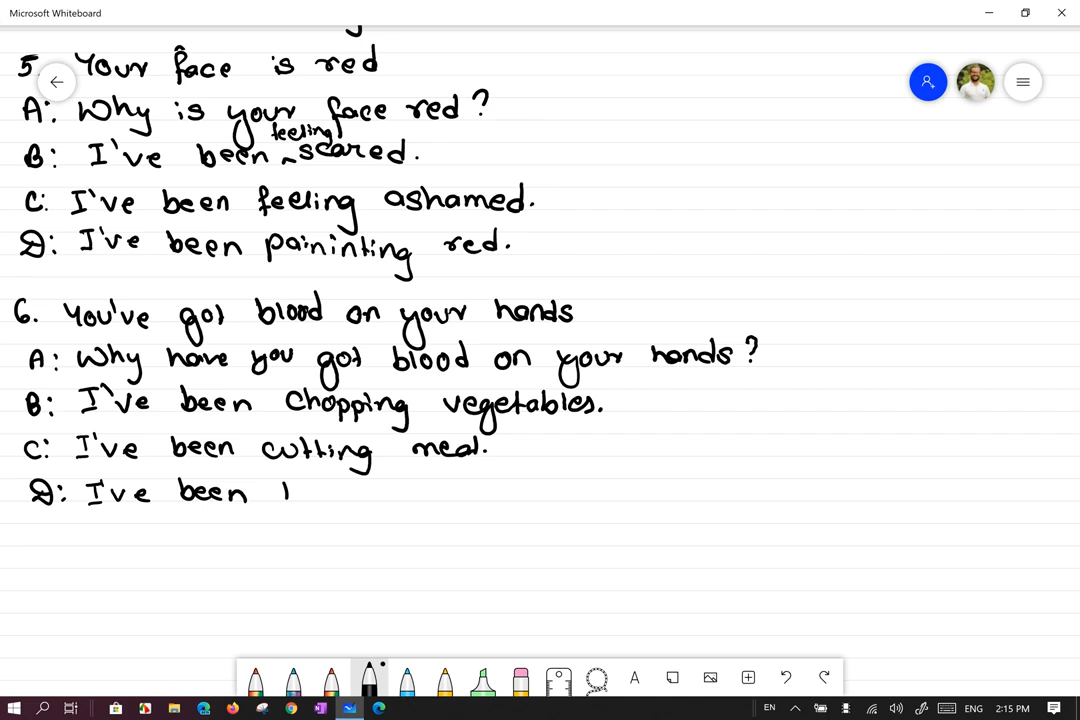 Microsoft Whiteboard
5. Your face is red
A: Why is your face red?
B: I've been feeling scared.
C: I've been feeling ashamed.
D: I've been paininting red.
6. You've got blood on your hands
A: Why have you got blood on your hands?
B: I've been chopping vegetables.
C: I've been cutting meat.
D: I've been
EN
ENG
2:15 PM